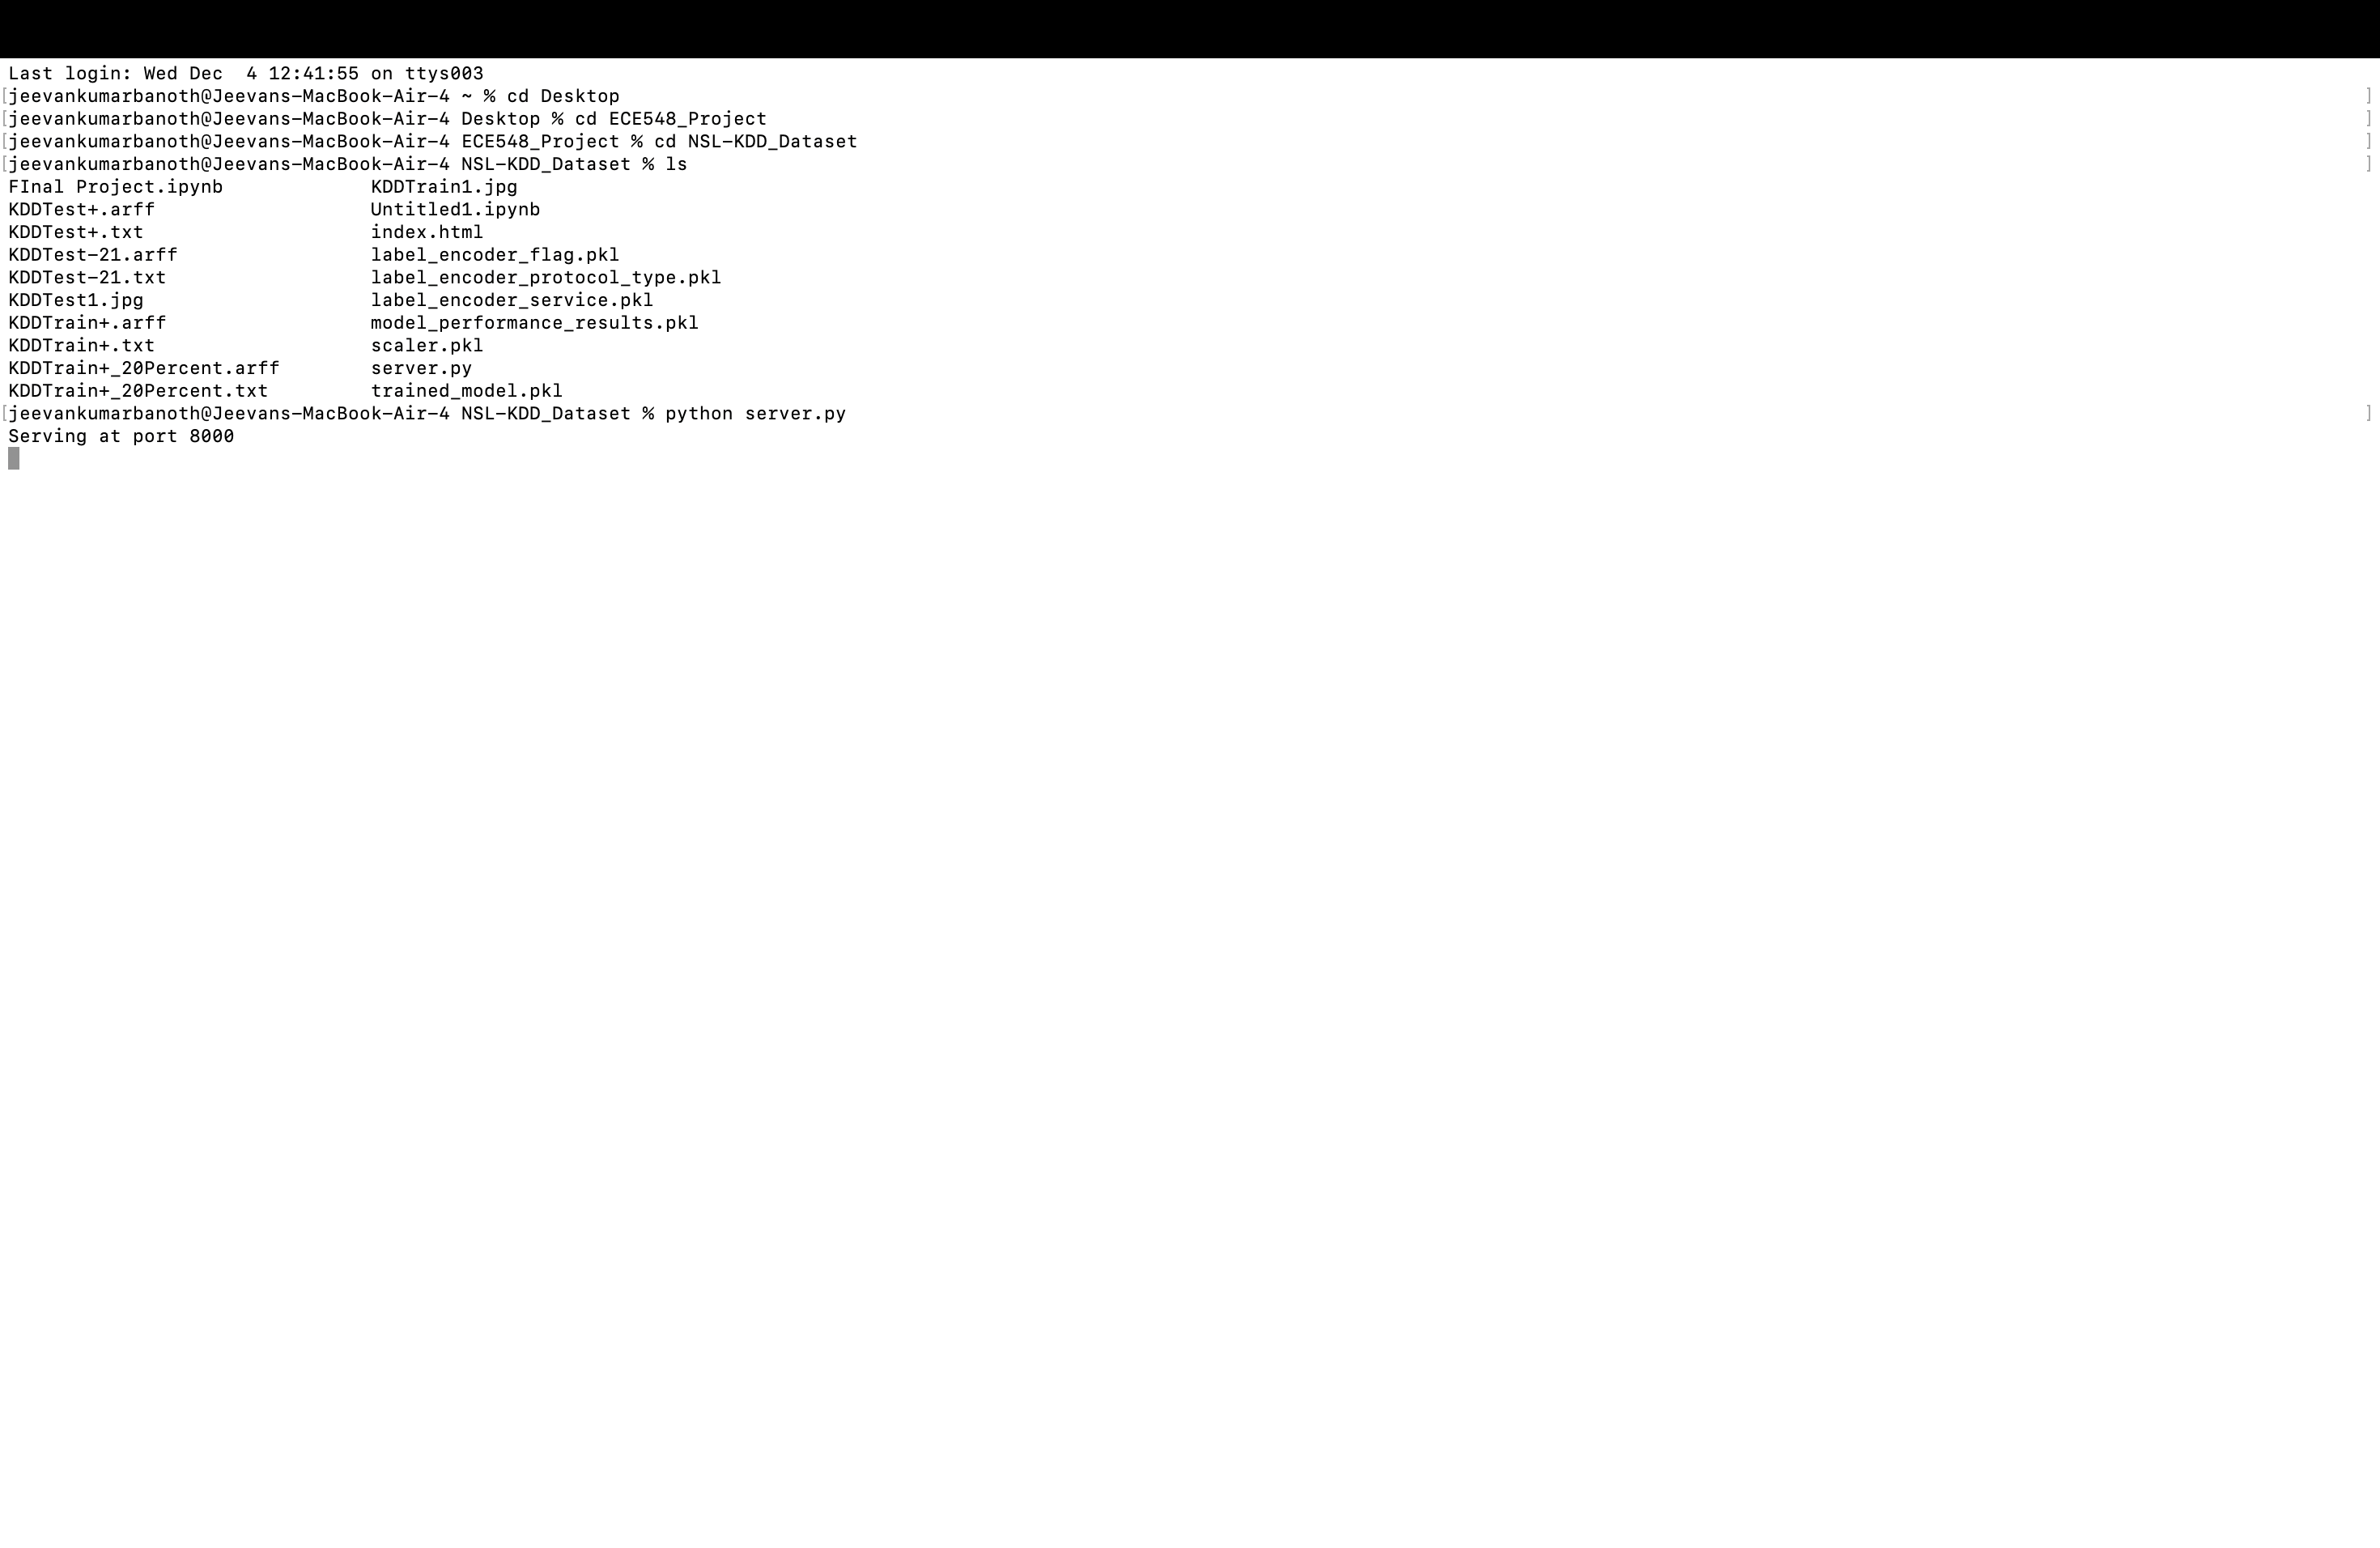 Last login: Wed Dec  4 12:41:55 on ttys003
[jeevankumarbanoth@Jeevans-MacBook-Air-4 ~ % cd Desktop ]
[jeevankumarbanoth@Jeevans-MacBook-Air-4 Desktop % cd ECE548_Project ]
[jeevankumarbanoth@Jeevans-MacBook-Air-4 ECE548_Project % cd NSL-KDD_Dataset ]
[jeevankumarbanoth@Jeevans-MacBook-Air-4 NSL-KDD_Dataset % ls ]
FInal Project.ipynb             KDDTrain1.jpg
KDDTest+.arff                   Untitled1.ipynb
KDDTest+.txt                    index.html
KDDTest-21.arff                 label_encoder_flag.pkl
KDDTest-21.txt                  label_encoder_protocol_type.pkl
KDDTest1.jpg                    label_encoder_service.pkl
KDDTrain+.arff                  model_performance_results.pkl
KDDTrain+.txt                   scaler.pkl
KDDTrain+_20Percent.arff        server.py
KDDTrain+_20Percent.txt         trained_model.pkl
[jeevankumarbanoth@Jeevans-MacBook-Air-4 NSL-KDD_Dataset % python server.py ]
Serving at port 8000